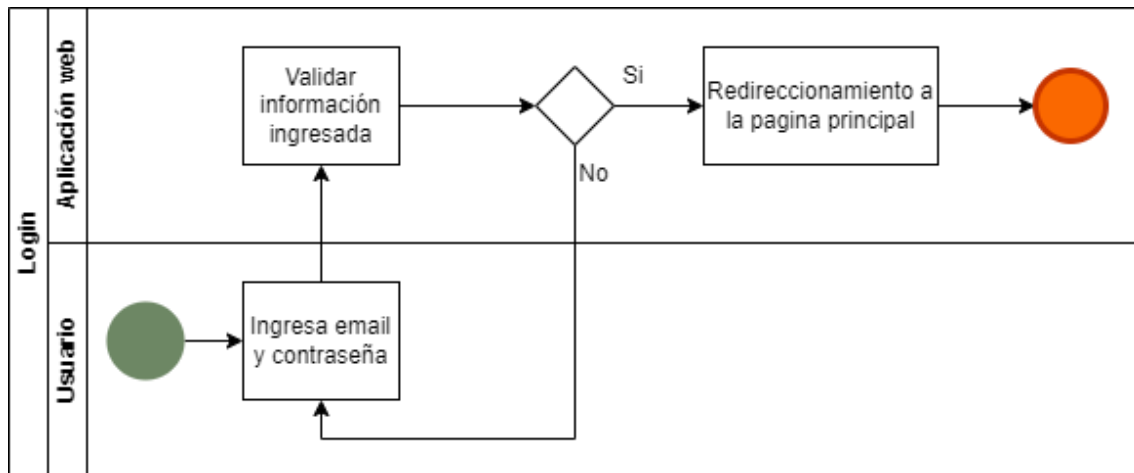 Login
Aplicación web
Validar
información
ingresada
Si
No
Redireccionamiento a
la pagina principal
Usuario
Ingresa email
y contraseña